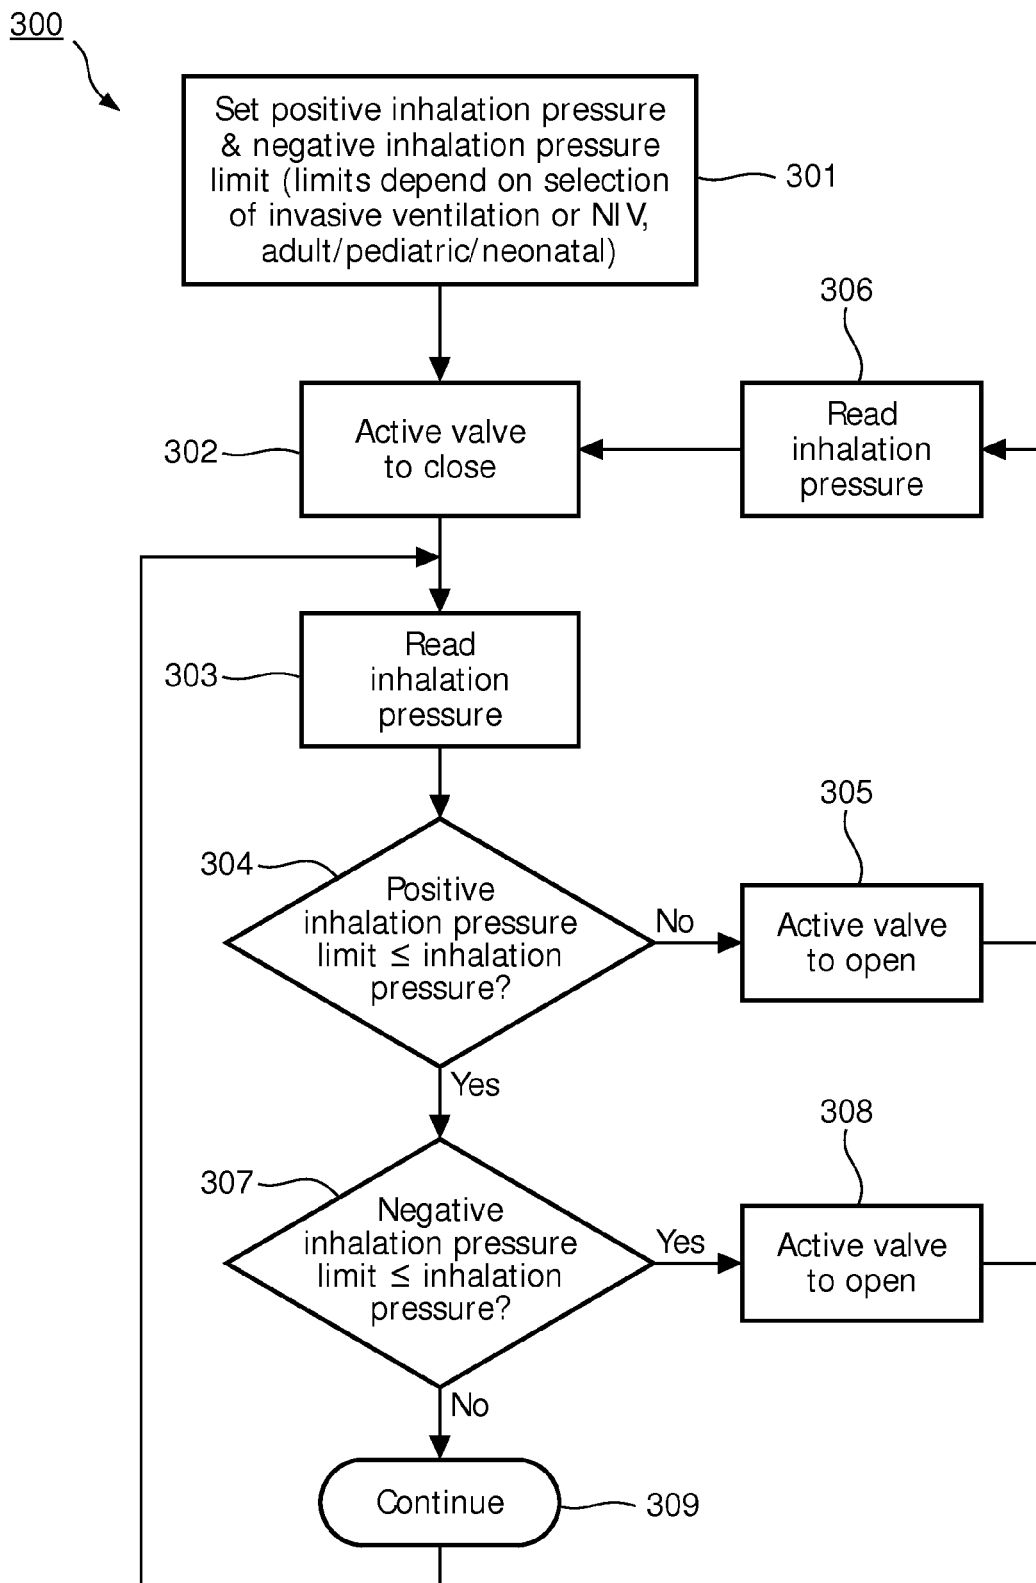 300
Set positive inhalation pressure
& negative inhalation pressure
limit (limits depend on selection
of invasive ventilation or NIV,
adult/pediatric/neonatal)
301
306
302
Active valve
to close
Read
inhalation
pressure
303
Read
inhalation
pressure
304
Positive
inhalation pressure
limit ≤ inhalation
pressure?
No
305
Active valve
to open
Yes
307
Negative
inhalation pressure
limit ≤ inhalation
pressure?
Yes
308
Active valve
to open
No
Continue
309